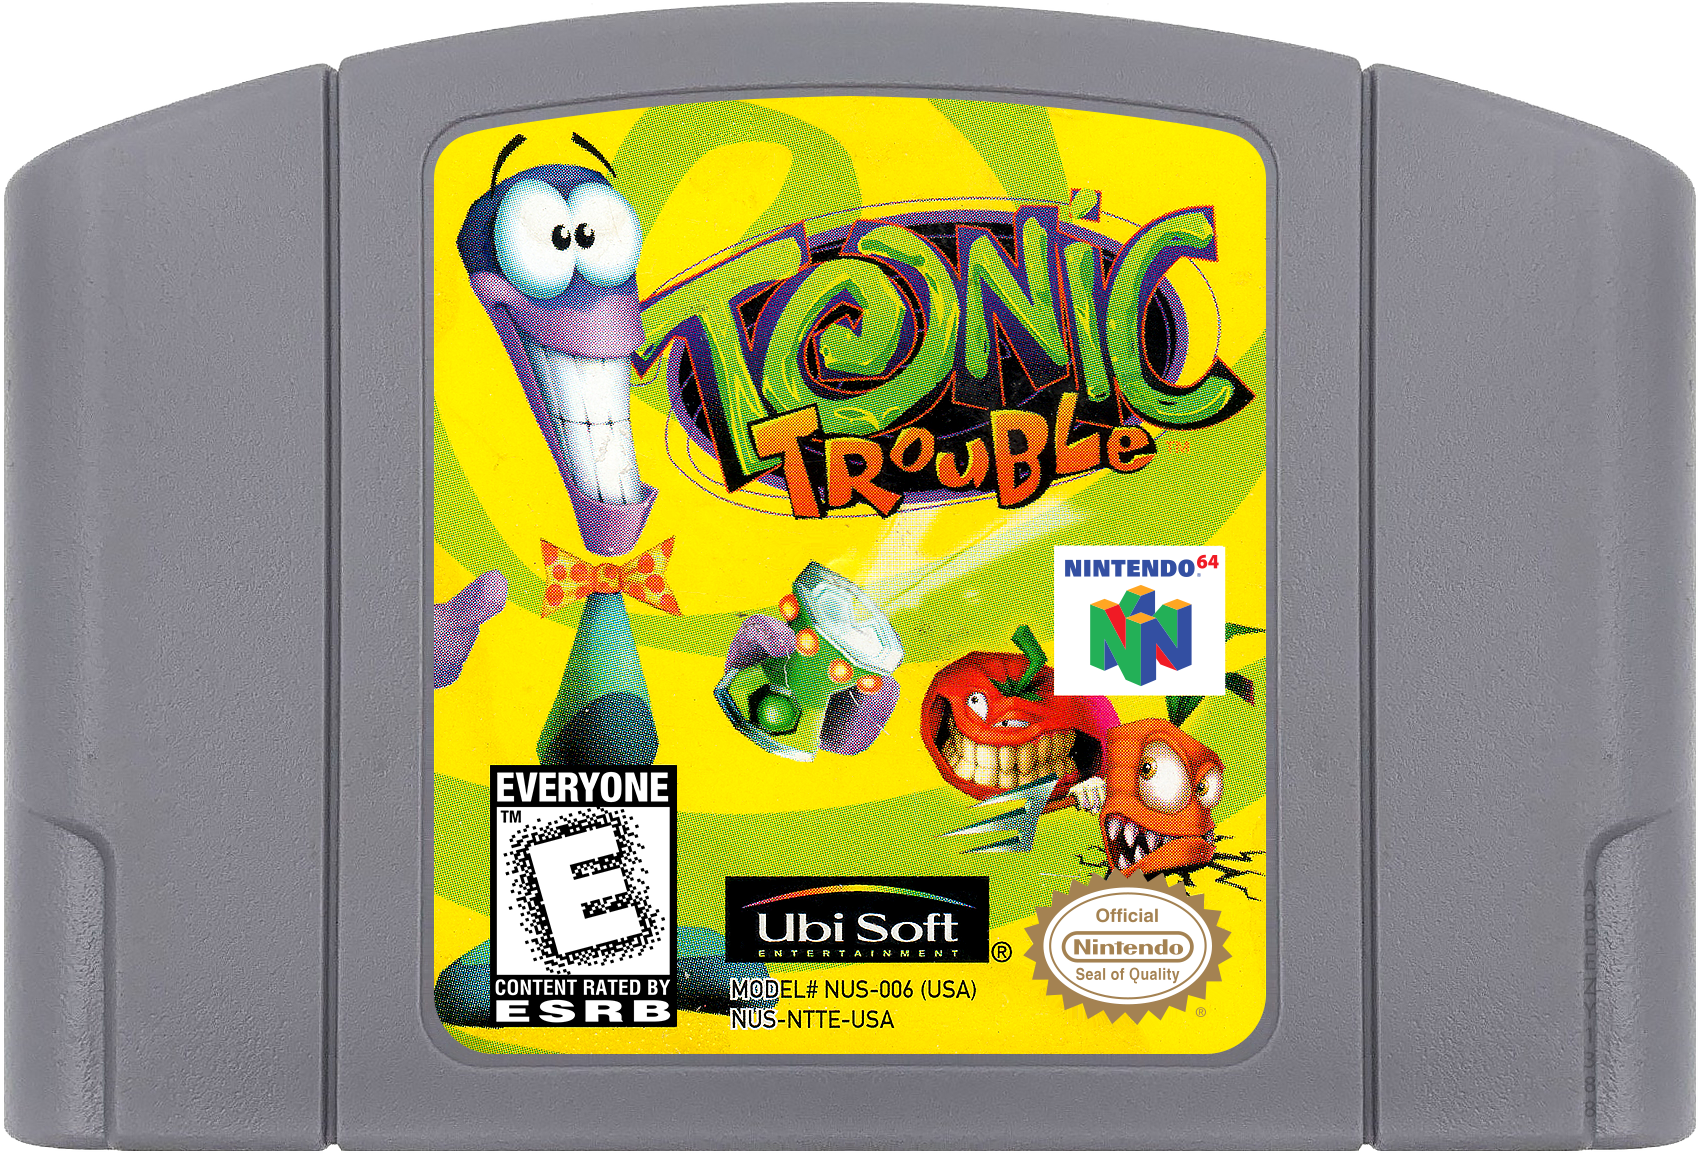 TONIC
TROUBLE
NINTENDO64
EVERYONE
TM
E
CONTENT RATED BY
ESRB
Ubi Soft
ENTERTAINMENT
®
MODEL# NUS-006 (USA)
NUS-NTTE-USA
Official
Nintendo
Seal of Quality
®